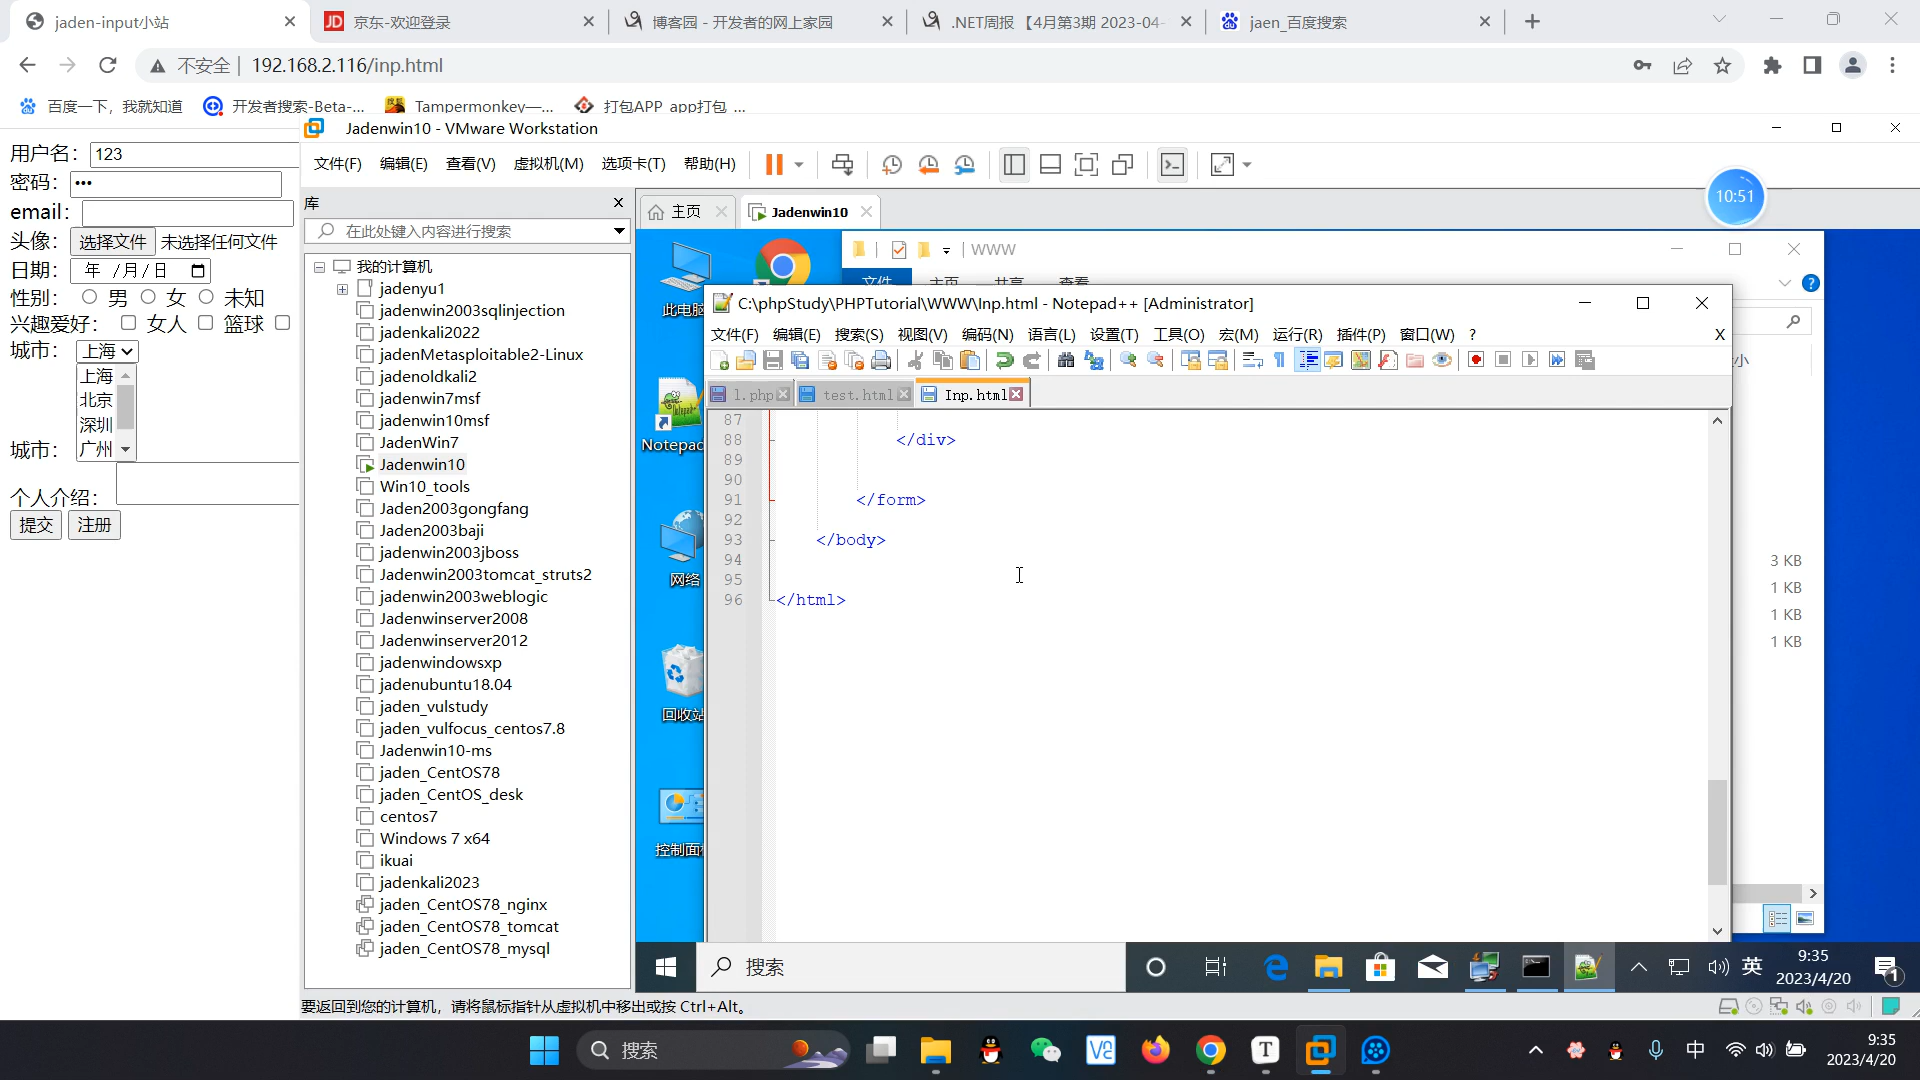 jaden-input小站
京东-欢迎登录
博客园 - 开发者的网上家园
.NET周报 【4月第3期 2023-04-
jaen_百度搜索
不安全 | 192.168.2.116/inp.html
百度一下，我就知道
开发者搜索-Beta-...
Tampermonkey—...
打包APP_app打包_...
Jadenwin10 - VMware Workstation
用户名： 123
密码： •••
email：
头像： 选择文件 未选择任何文件
日期： 年 /月/日
性别： 男 女 未知
兴趣爱好： 女人 篮球
城市： 上海
上海
北京
深圳
城市： 广州
个人介绍：
提交 注册
文件(F) 编辑(E) 查看(V) 虚拟机(M) 选项卡(T) 帮助(H)
10:51
库
在此处键入内容进行搜索
我的计算机
jadenyu1
jadenwin2003sqlinjection
jadenkali2022
jadenMetasploitable2-Linux
jadenoldkali2
jadenwin7msf
jadenwin10msf
JadenWin7
Jadenwin10
Win10_tools
Jaden2003gongfang
Jaden2003baji
jadenwin2003jboss
Jadenwin2003tomcat_struts2
jadenwin2003weblogic
Jadenwinserver2008
Jadenwinserver2012
jadenwindowsxp
jadenubuntu18.04
jaden_vulstudy
jaden_vulfocus_centos7.8
Jadenwin10-ms
jaden_CentOS78
jaden_CentOS_desk
centos7
Windows 7 x64
ikuai
jadenkali2023
jaden_CentOS78_nginx
jaden_CentOS78_tomcat
jaden_CentOS78_mysql
主页
Jadenwin10
此电脑
Notepad
网络
回收站
控制面板
WWW
文件 主页 共享 查看
C:\phpStudy\PHPTutorial\WWW\Inp.html - Notepad++ [Administrator]
文件(F) 编辑(E) 搜索(S) 视图(V) 编码(N) 语言(L) 设置(T) 工具(O) 宏(M) 运行(R) 插件(P) 窗口(W) ? X
1.php
test.html
Inp.html
小
87
88 </div>
89
90
91 </form>
92
93 </body>
94
95
96 </html>
3 KB
1 KB
1 KB
1 KB
搜索
英
9:35
2023/4/20
1
要返回到您的计算机，请将鼠标指针从虚拟机中移出或按 Ctrl+Alt。
搜索
中
9:35
2023/4/20